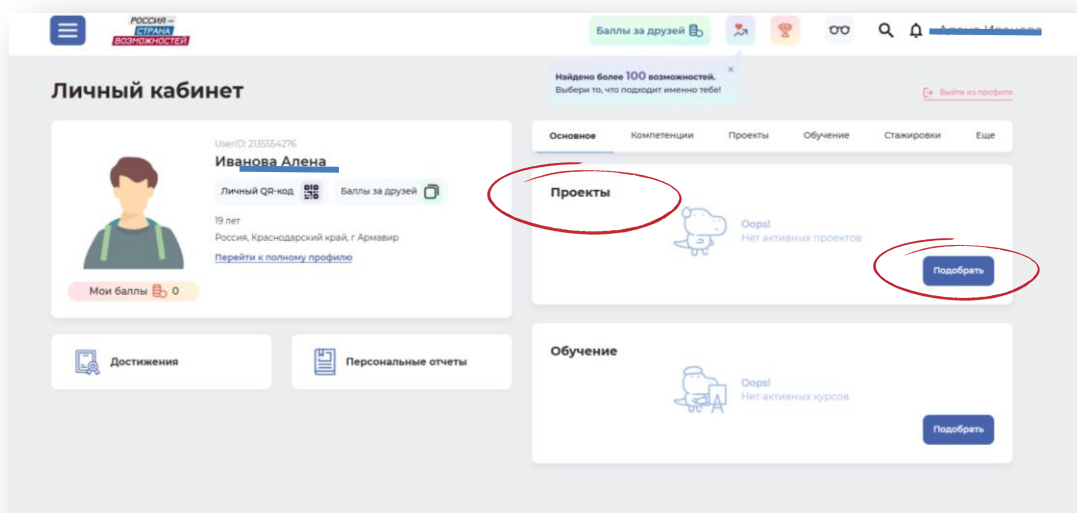 РОССИЯ –
СТРАНА
ВОЗМОЖНОСТЕЙ
Баллы за друзей
Найдено более 100 возможностей.
Выбери то, что подходит именно тебе!
Личный кабинет
Выйти из профиля
UserID: 2135554276
Иванова Алена
Личный QR-код
Баллы за друзей
19 лет
Россия, Краснодарский край, г Армавир
Перейти к полному профилю
Мои баллы 0
Достижения
Персональные отчеты
Основное Компетенции Проекты Обучение Стажировки Еще
Проекты
Oops!
Нет активных проектов
Подобрать
Обучение
Oops!
Нет активных курсов
Подобрать